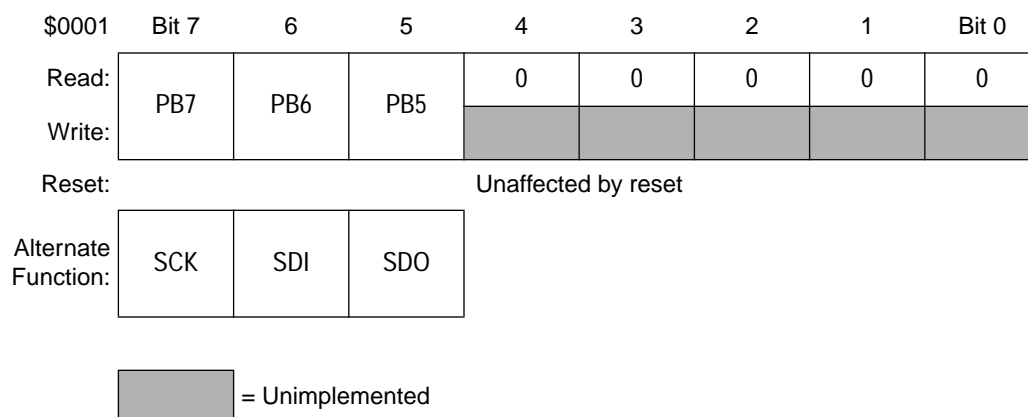 $0001 Bit 7 6 5 4 3 2 1 Bit 0
Read: PB7 PB6 PB5 0 0 0 0 0
Write:
Reset: Unaffected by reset
Alternate
Function: SCK SDI SDO
= Unimplemented